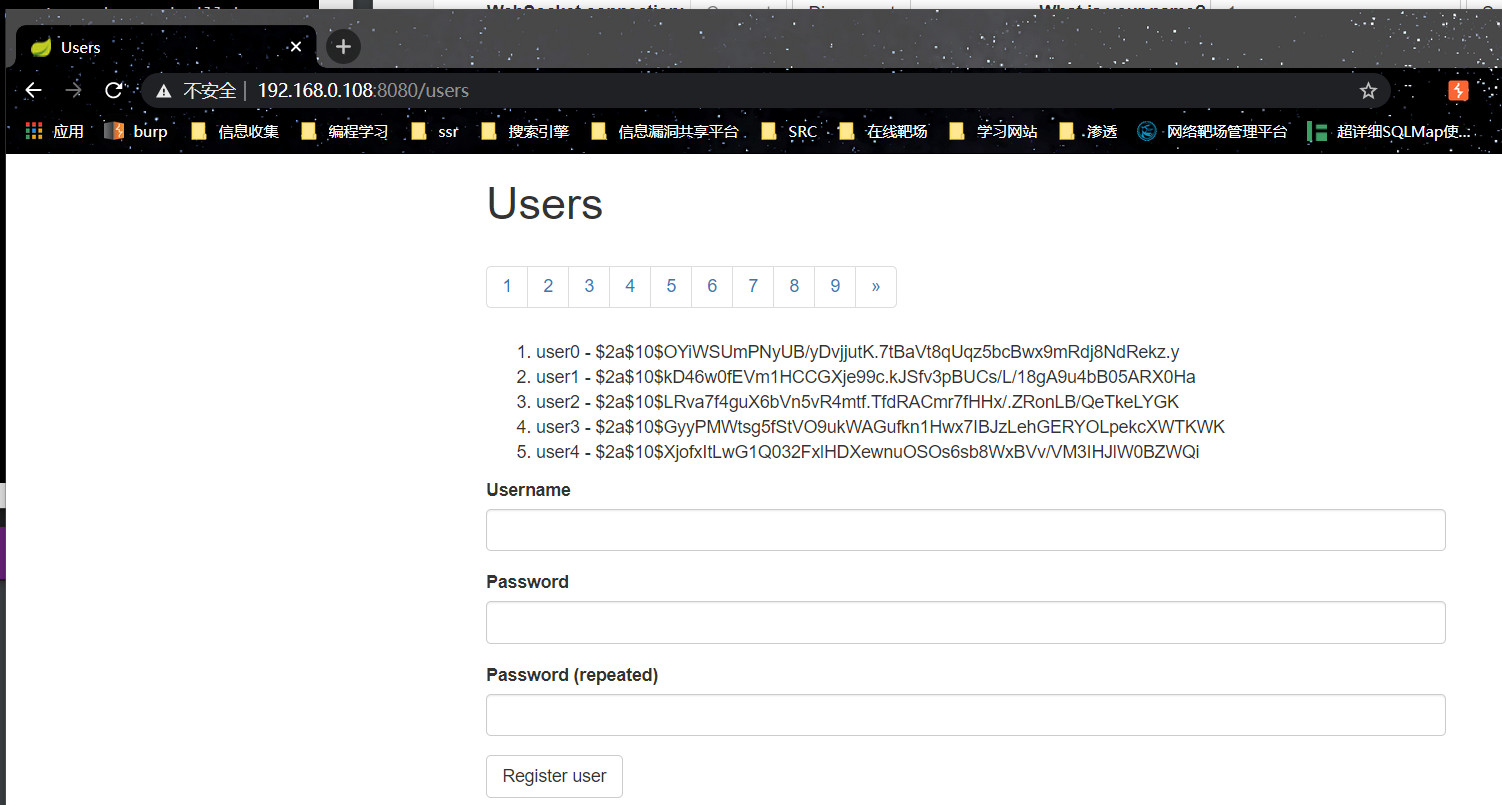 Users
不安全 192.168.0.108:8080/users
应用 burp 信息收集 编程学习 ssr 搜索引擎 信息漏洞共享平台 SRC 在线靶场 学习网站 渗透 网络靶场管理平台 超详细SQLMap使...
Users
1 2 3 4 5 6 7 8 9 »
1. user0 - $2a$10$OYiWSUmPNyUB/yDvjjutK.7tBaVt8qUqz5bcBwx9mRdj8NdRekz.y
2. user1 - $2a$10$kD46w0fEVm1HCCGXje99c.kJSfv3pBUCs/L/18gA9u4bB05ARX0Ha
3. user2 - $2a$10$LRva7f4guX6bVn5vR4mtf.TfdRACmr7fHHx/.ZRonLB/QeTkeLYGK
4. user3 - $2a$10$GyyPMWtsg5fStVO9ukWAGufkn1Hwx7IBJzLehGERYOLpekcXWTKWK
5. user4 - $2a$10$XjofxItLwG1Q032FxlHDXewnuOSOs6sb8WxBVv/VM3IHJlW0BZWQi
Username
Password
Password (repeated)
Register user